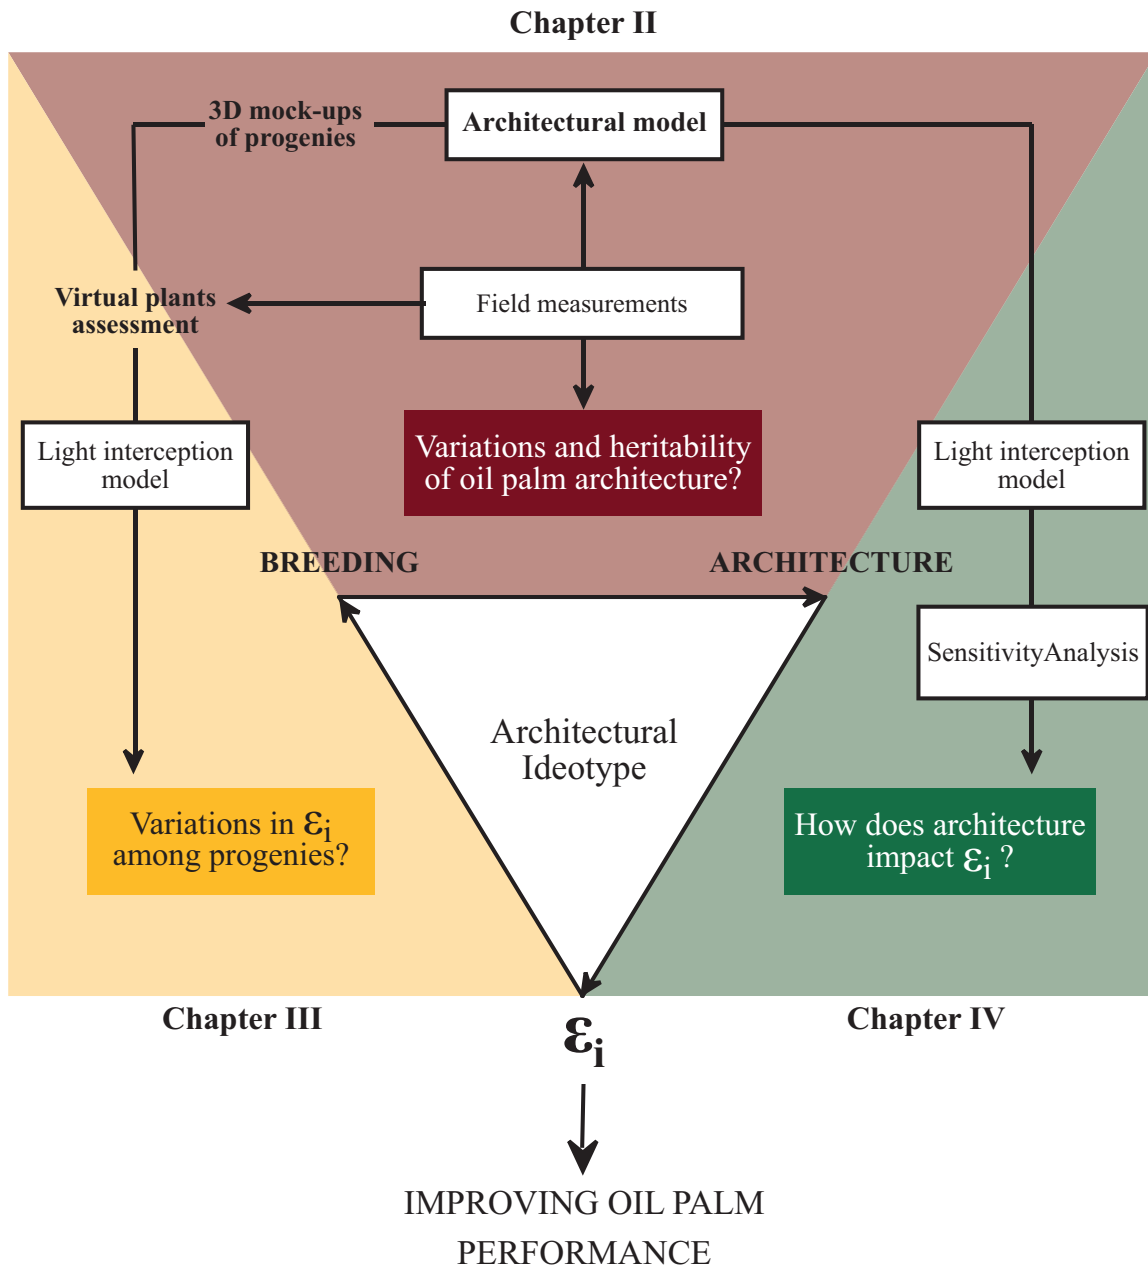 Chapter II
3D mock-ups
of progenies
Architectural model
Virtual plants
assessment
Field measurements
Light interception
model
Variations and heritability
of oil palm architecture?
Light interception
model
BREEDING
ARCHITECTURE
SensitivityAnalysis
Architectural
Ideotype
Variations in εi
among progenies?
How does architecture
impact εi ?
Chapter III
Chapter IV
εi
IMPROVING OIL PALM
PERFORMANCE